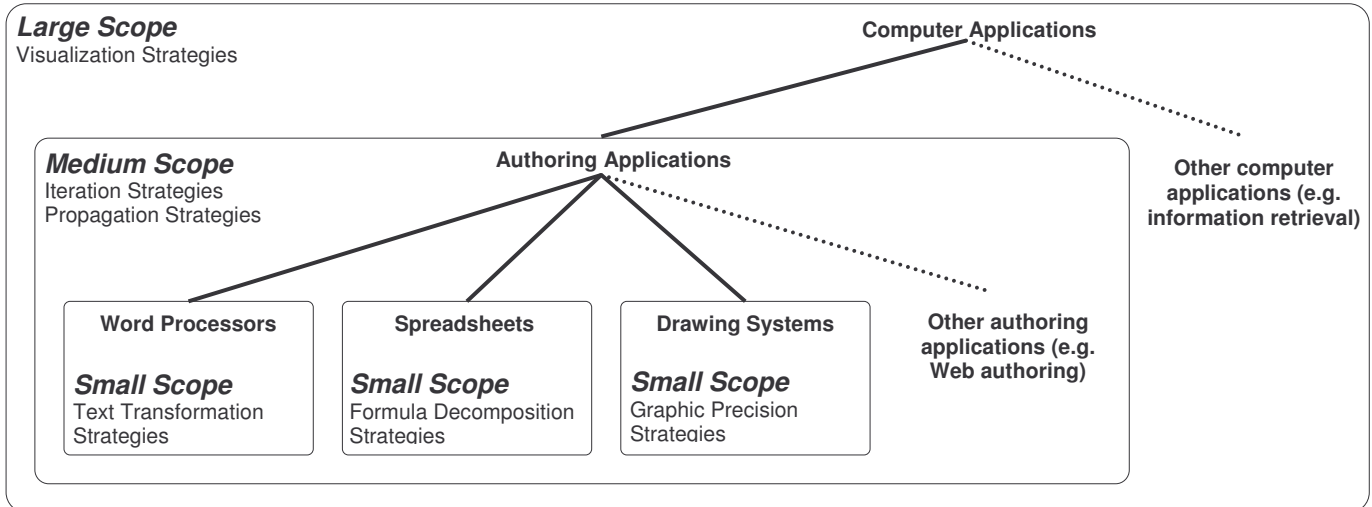 Large Scope
Visualization Strategies
Computer Applications
Medium Scope
Iteration Strategies
Propagation Strategies
Authoring Applications
Other computer
applications (e.g.
information retrieval)
Word Processors
Small Scope
Text Transformation
Strategies
Spreadsheets
Small Scope
Formula Decomposition
Strategies
Drawing Systems
Small Scope
Graphic Precision
Strategies
Other authoring
applications (e.g.
Web authoring)